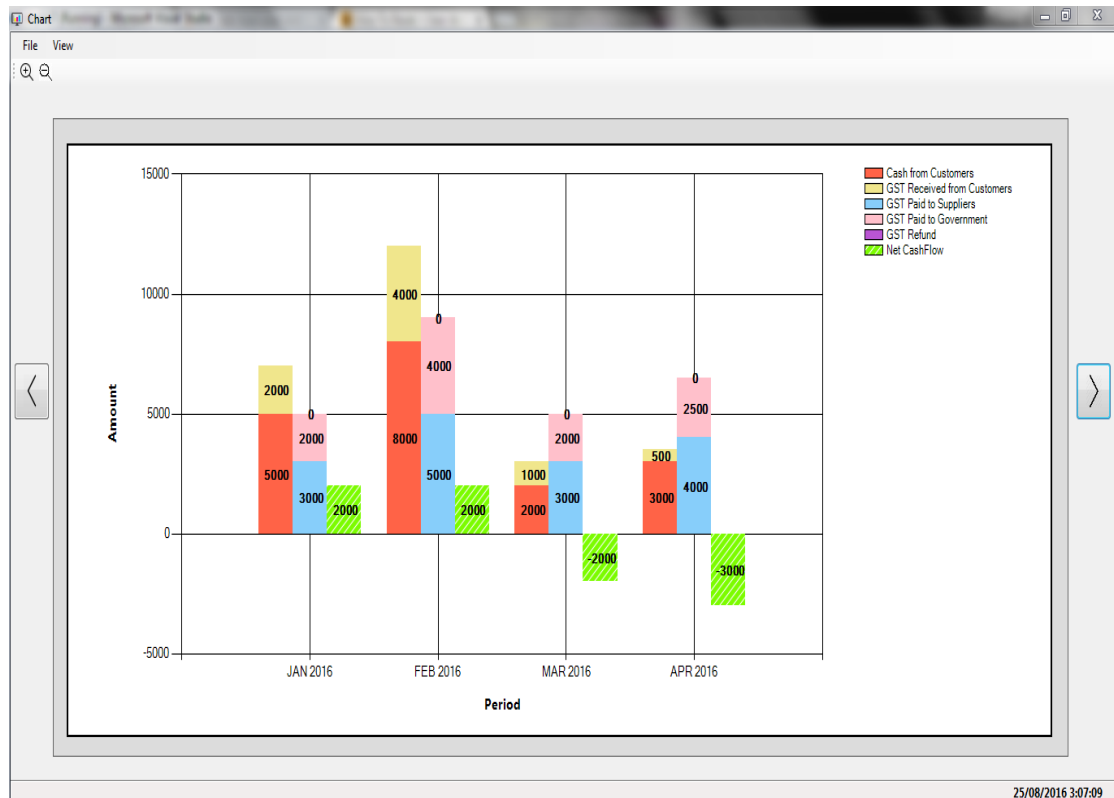 Chart
File View
15000
10000
5000
0
-5000
Amount
2000
5000
0
2000
3000
2000
4000
8000
0
4000
5000
2000
1000
2000
0
2000
3000
-2000
500
3000
0
2500
4000
-3000
JAN 2016
FEB 2016
MAR 2016
APR 2016
Period
Cash from Customers
GST Received from Customers
GST Paid to Suppliers
GST Paid to Government
GST Refund
Net CashFlow
25/08/2016 3:07:09